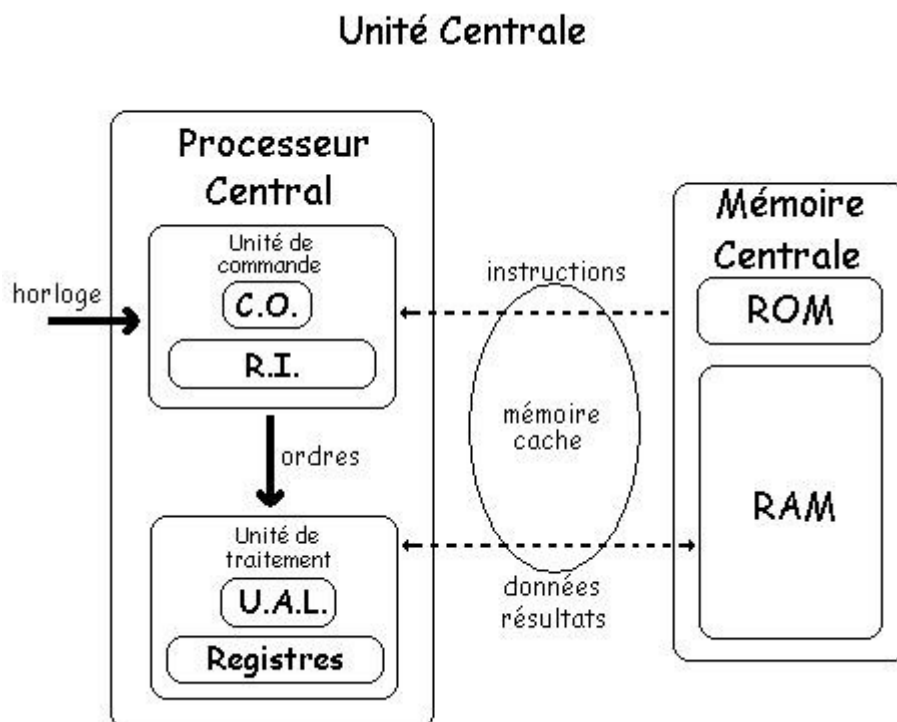 Unité Centrale
Processeur
Central
Unité de
commande
C.O.
R.I.
horloge
ordres
Unité de
traitement
U.A.L.
Registres
instructions
mémoire
cache
données
résultats
Mémoire
Centrale
ROM
RAM